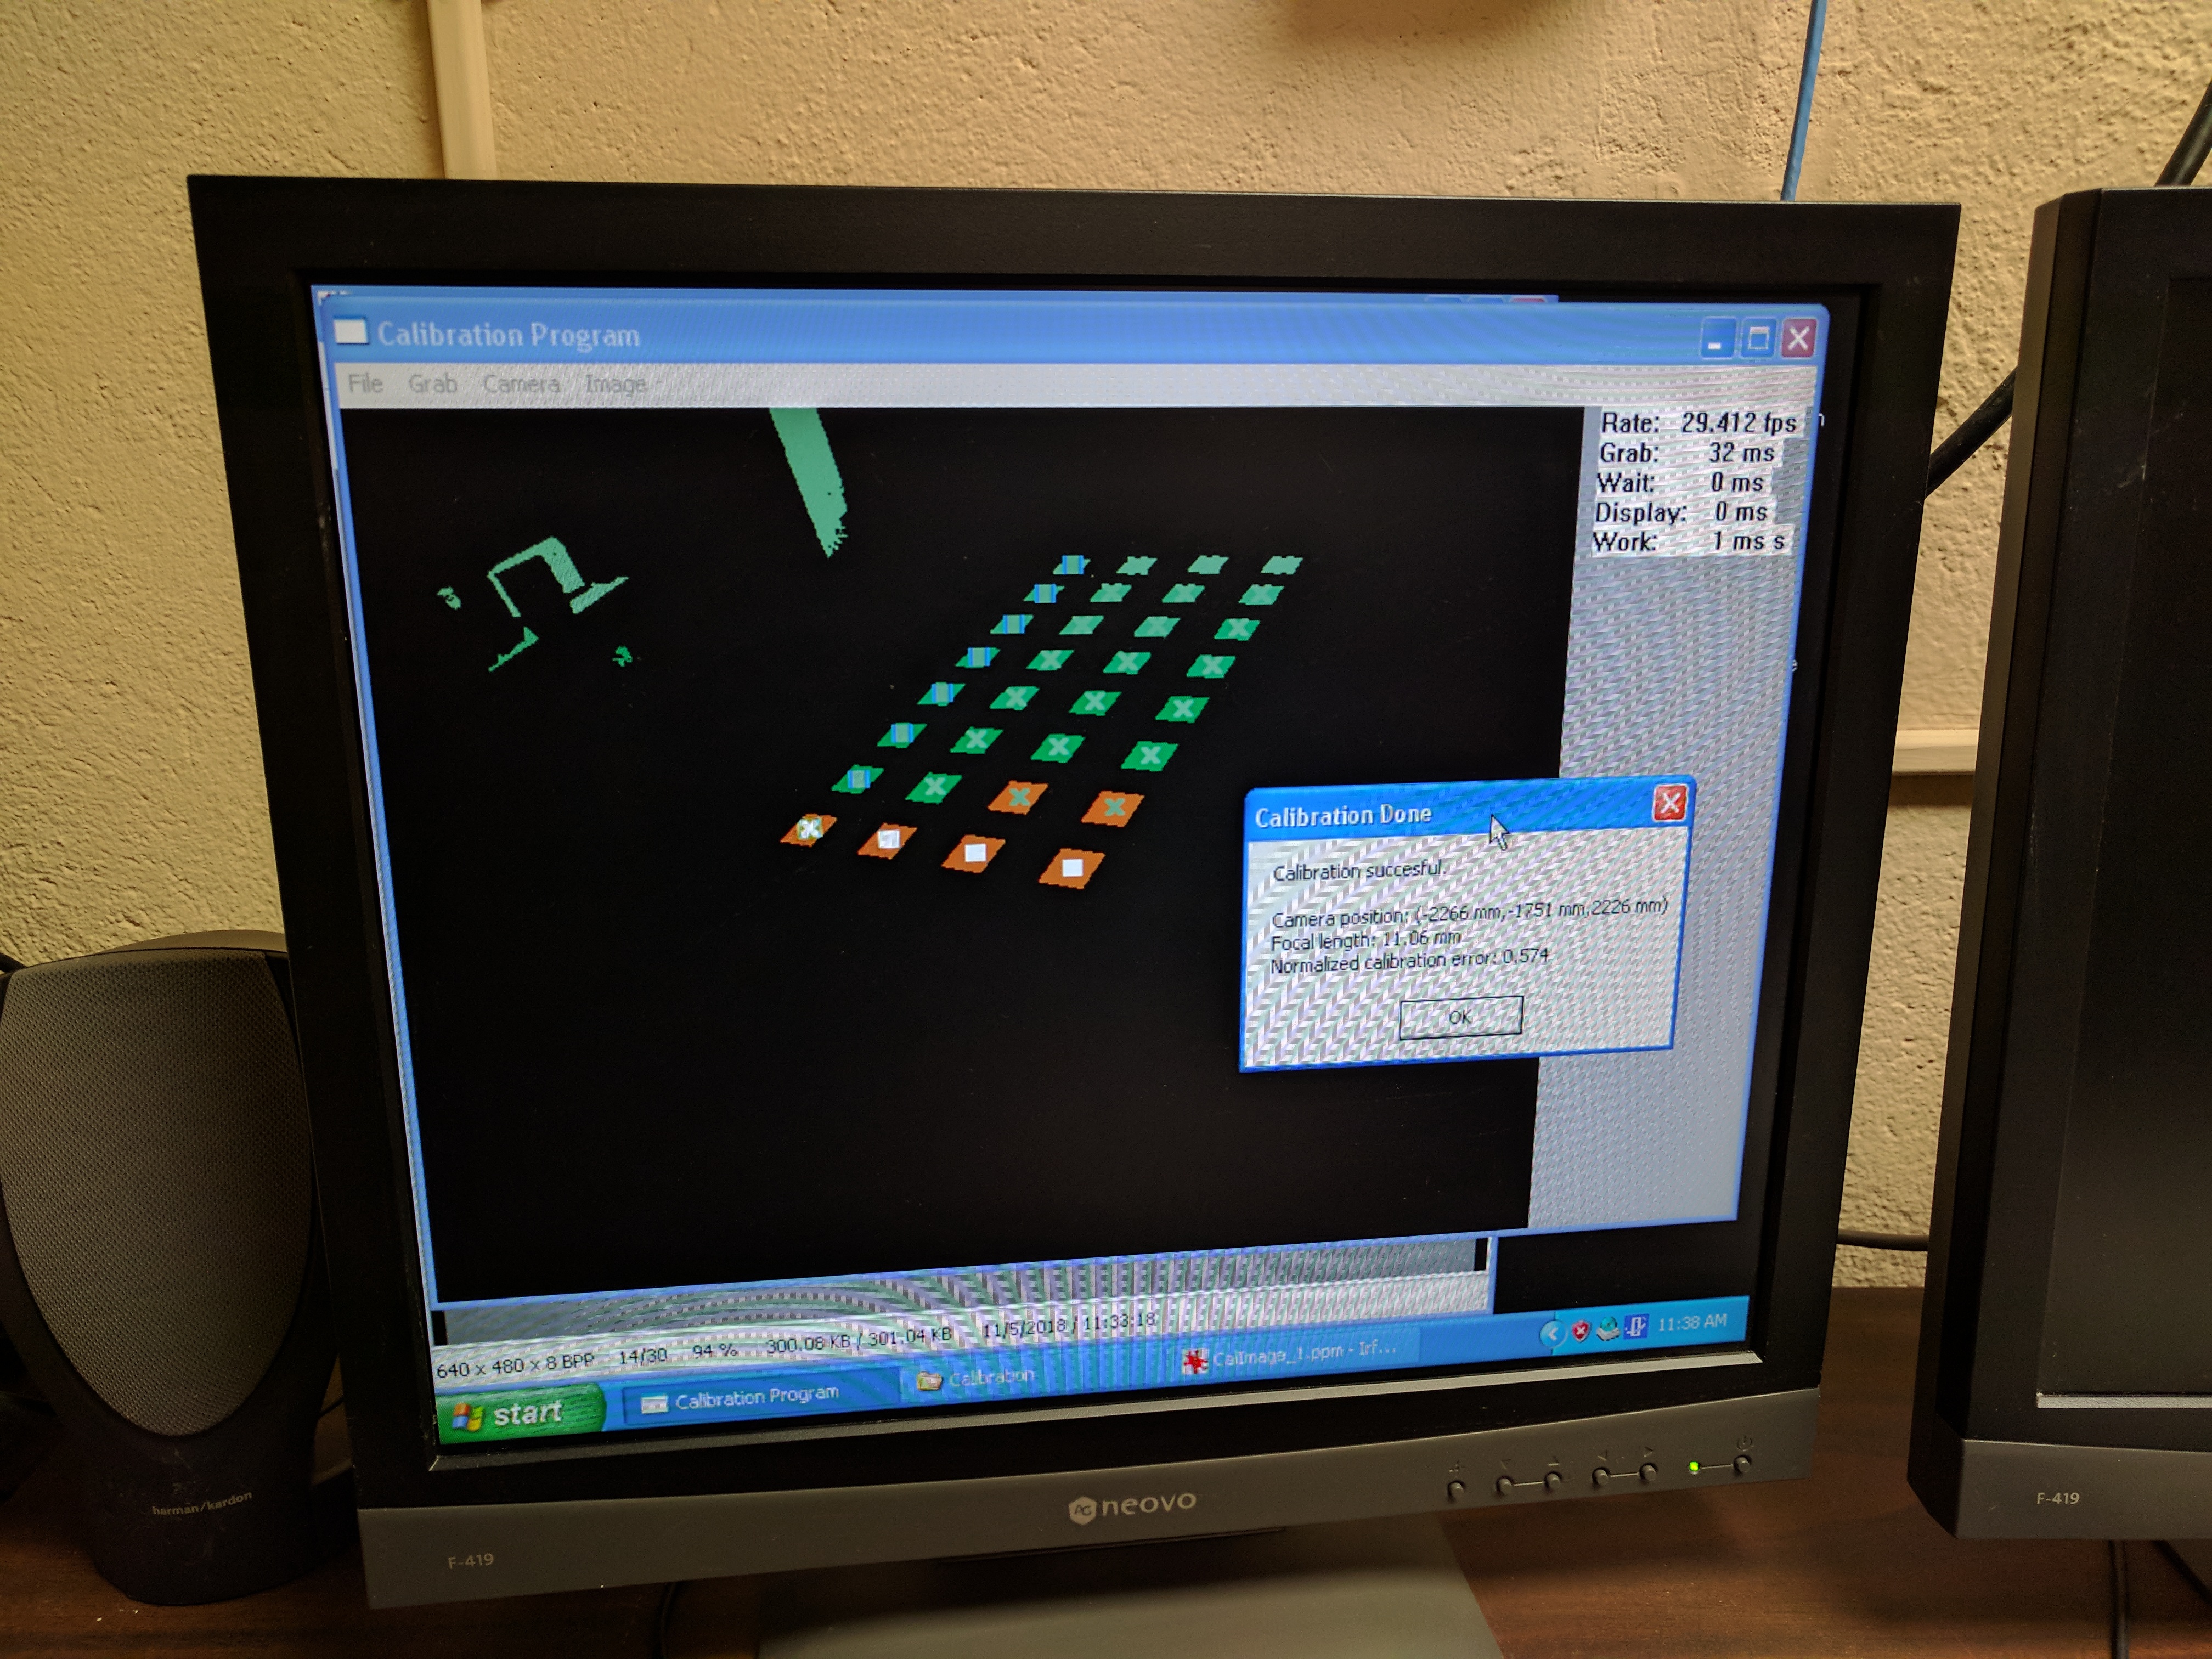 Calibration Program
File Grab Camera Image -
Rate: 29.412 fps
Grab: 32 ms
Wait: 0 ms
Display: 0 ms
Work: 1 ms s
Calibration Done
Calibration succesful.
Camera position: (-2266 mm,-1751 mm,2226 mm)
Focal length: 11.06 mm
Normalized calibration error: 0.574
OK
640 x 480 x 8 BPP 14/30 94 % 300.08 KB / 301.04 KB 11/5/2018 / 11:33:18
start Calibration Program Calibration CalImage_1.ppm - Irf... 11:38 AM
harman/kardon
AG neovo
F-419
F-419